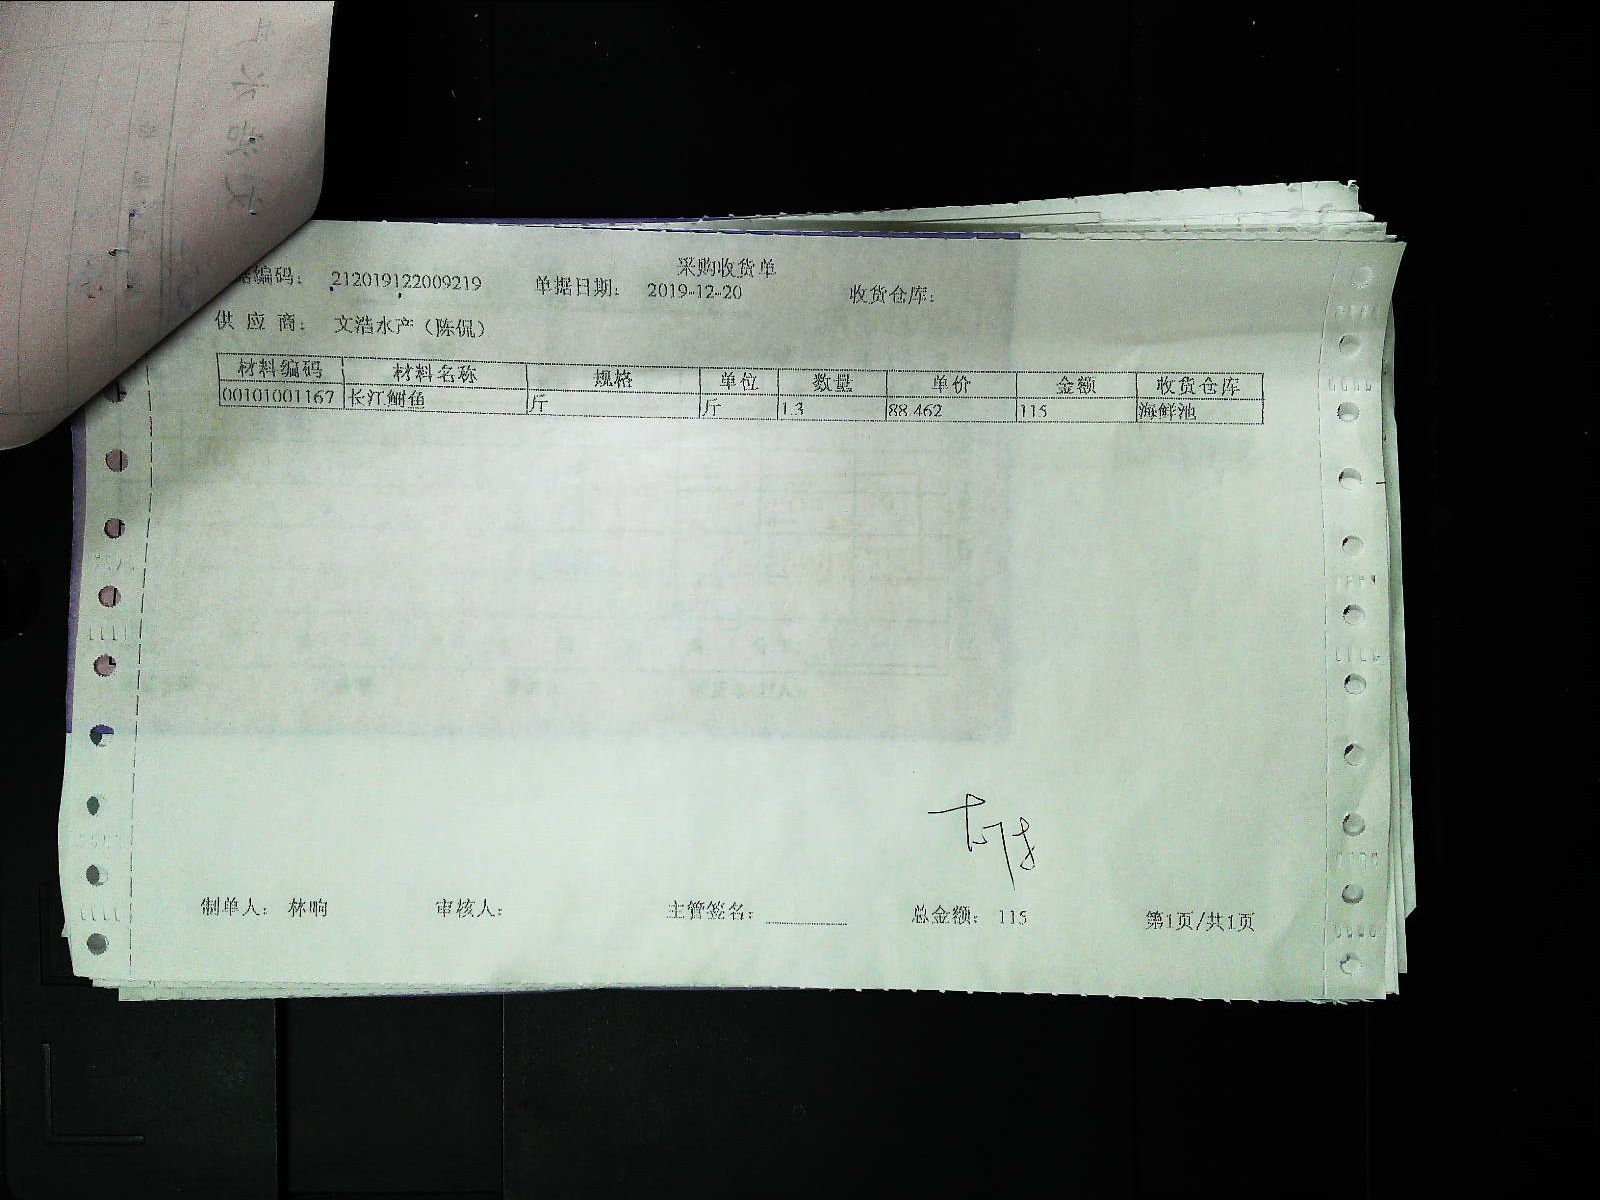 采购收货单
据编码： 212019122009219 单据日期： 2019-12-20 收货仓库：
供 应 商： 文浩水产（陈侃）
材料编码 材料名称 规格 单位 数量 单价 金额 收货仓库
00101001167 长江鮰鱼 斤 斤 1.3 88.462 115 海鲜池
制单人： 林响 审核人： 主管签名： 总金额： 115 第1页/共1页